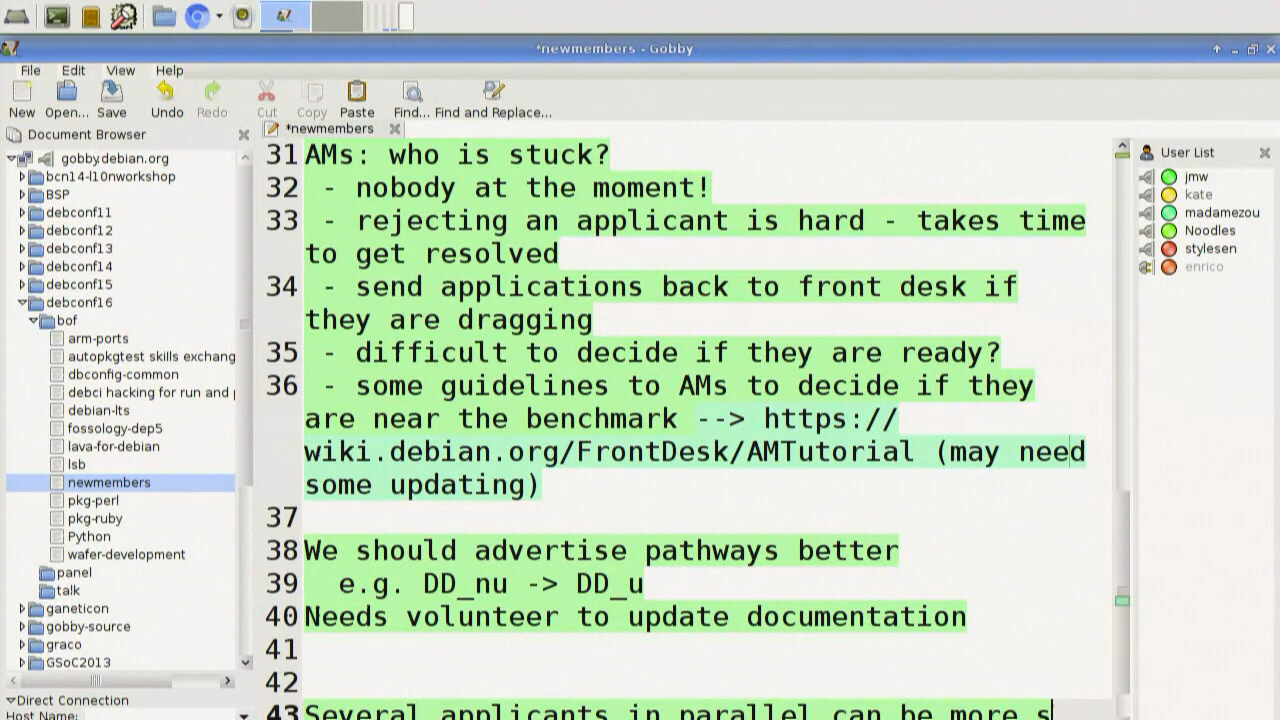 *newmembers - Gobby
File Edit View Help
New Open... Save Undo Redo Cut Copy Paste Find... Find and Replace...
Document Browser
*newmembers
User List
gobby.debian.org
bcn14-l10nworkshop
BSP
debconf11
debconf12
debconf13
debconf14
debconf15
debconf16
bof
arm-ports
autopkgtest skills exchang
dbconfig-common
debci hacking for run and
debian-lts
fossology-dep5
lava-for-debian
lsb
newmembers
pkg-perl
pkg-ruby
Python
wafer-development
panel
talk
ganeticon
gobby-source
graco
GSoC2013
Direct Connection
Host Name:
31 AMs: who is stuck?
32 - nobody at the moment!
33 - rejecting an applicant is hard - takes time
to get resolved
34 - send applications back to front desk if
they are dragging
35 - difficult to decide if they are ready?
36 - some guidelines to AMs to decide if they
are near the benchmark --> https://
wiki.debian.org/FrontDesk/AMTutorial (may need
some updating)
37
38 We should advertise pathways better
39 e.g. DD_nu -> DD_u
40 Needs volunteer to update documentation
41
42
43 Several applicants in parallel can be more s
jmw
kate
madamezou
Noodles
stylesen
enrico